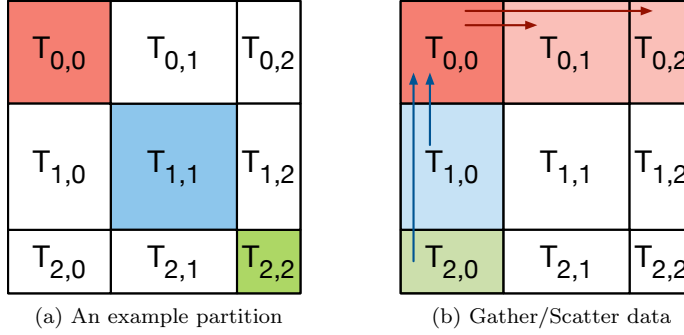 T0,0 T0,1 T0,2
T1,0 T1,1 T1,2
T2,0 T2,1 T2,2
(a) An example partition
T0,0 T0,1 T0,2
T1,0 T1,1 T1,2
T2,0 T2,1 T2,2
(b) Gather/Scatter data